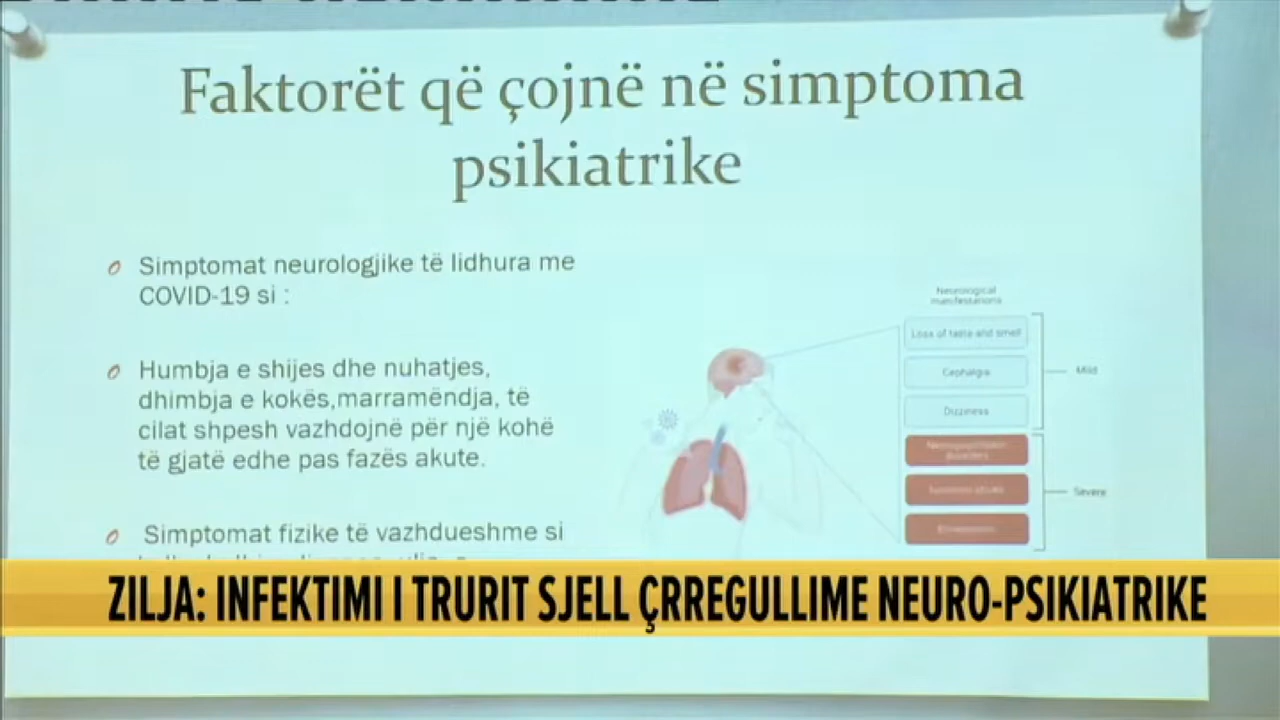 Faktorët që çojnë në simptoma
psikiatrike
Simptomat neurologjike të lidhura me
COVID-19 si :
Humbja e shijes dhe nuhatjes,
dhimbja e kokës,marramëndja, të
cilat shpesh vazhdojnë për një kohë
të gjatë edhe pas fazës akute.
Simptomat fizike të vazhdueshme si
Neurological
manifestations
Loss of taste and smell
Cephalgia
Dizziness
Mild
Severe
ZILJA: INFEKTIMI I TRURIT SJELL ÇRREGULLIME NEURO-PSIKIATRIKE